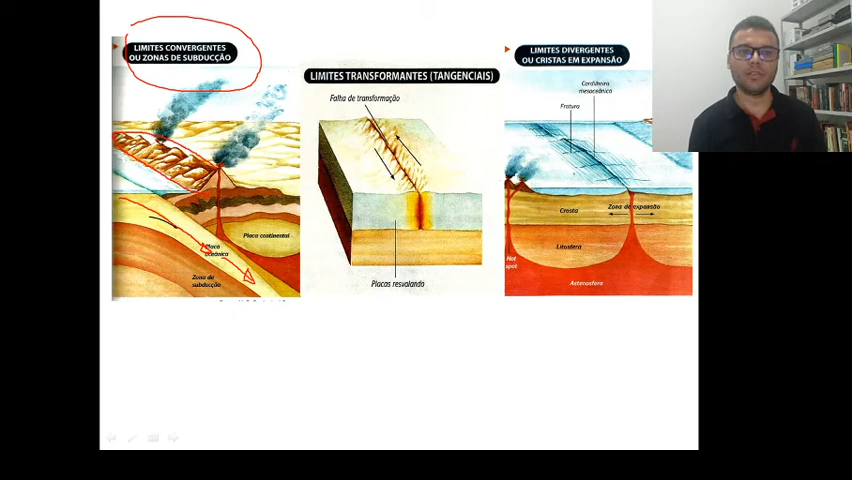 LIMITES CONVERGENTES
OU ZONAS DE SUBDUCÇÃO
Placa continental
Placa
oceânica
Zona de
subducção
LIMITES TRANSFORMANTES (TANGENCIAIS)
Falha de transformação
Placas resvalando
LIMITES DIVERGENTES
OU CRISTAS EM EXPANSÃO
Cordilheira
mesoceânica
Fratura
Zona de expansão
Crosta
Litosfera
Hot
spot
Astenosfera